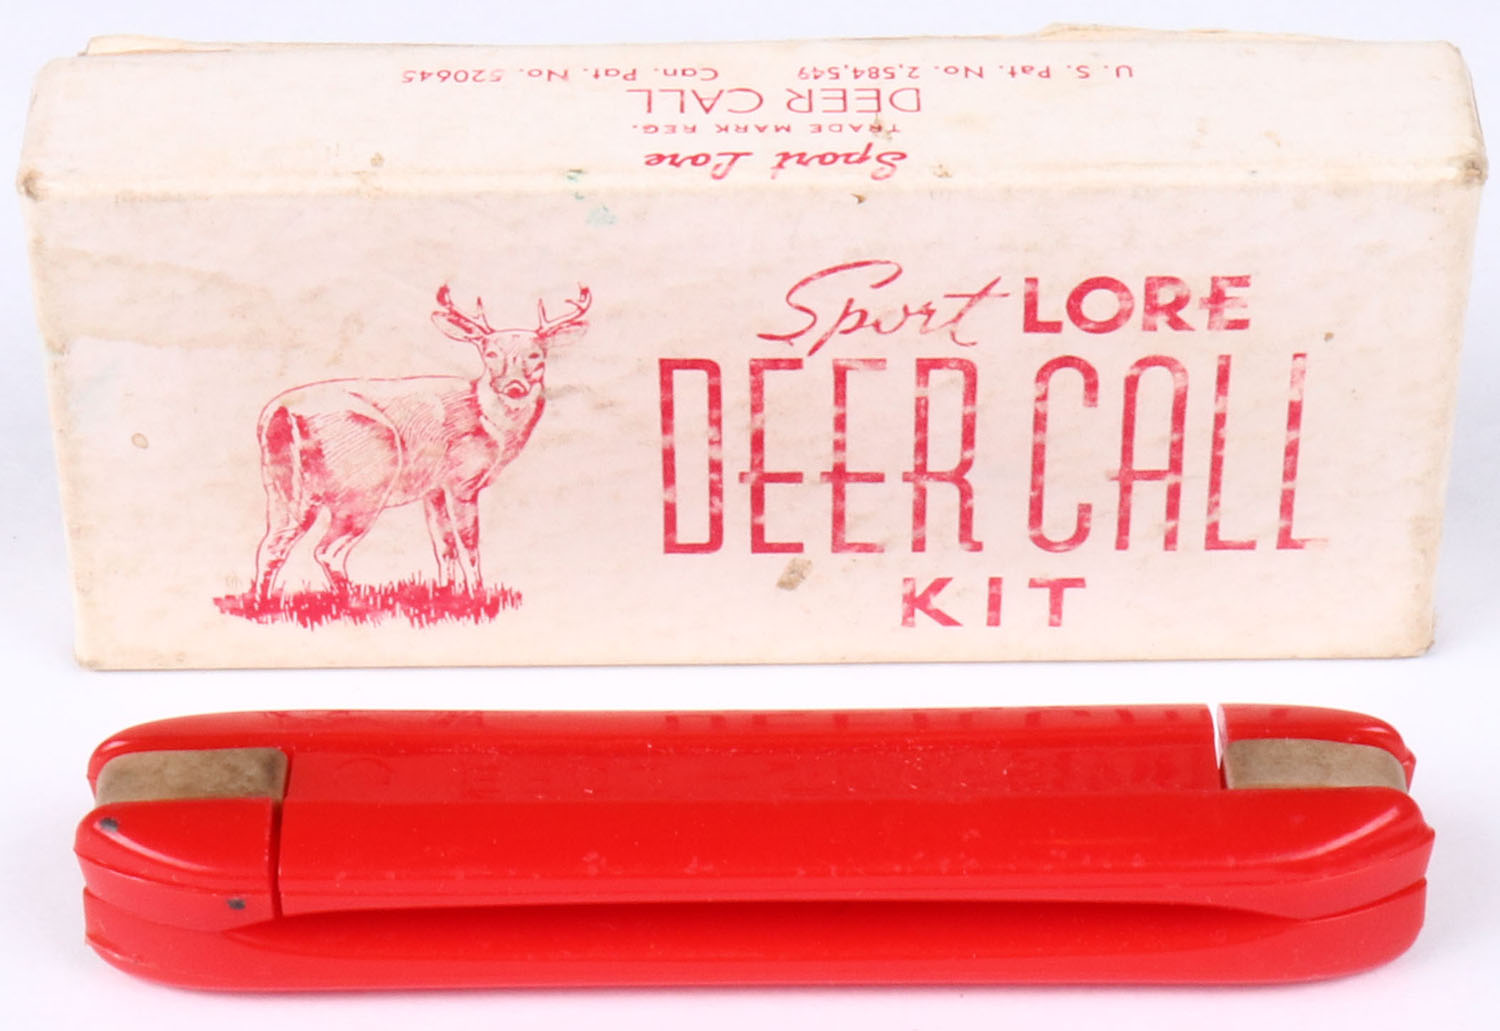 Sport Lore
TRADE MARK REG.
DEER CALL
U. S. Pat. No. 2,584,549 Can. Pat. No. 520645
Sport LORE
DEER CALL
KIT